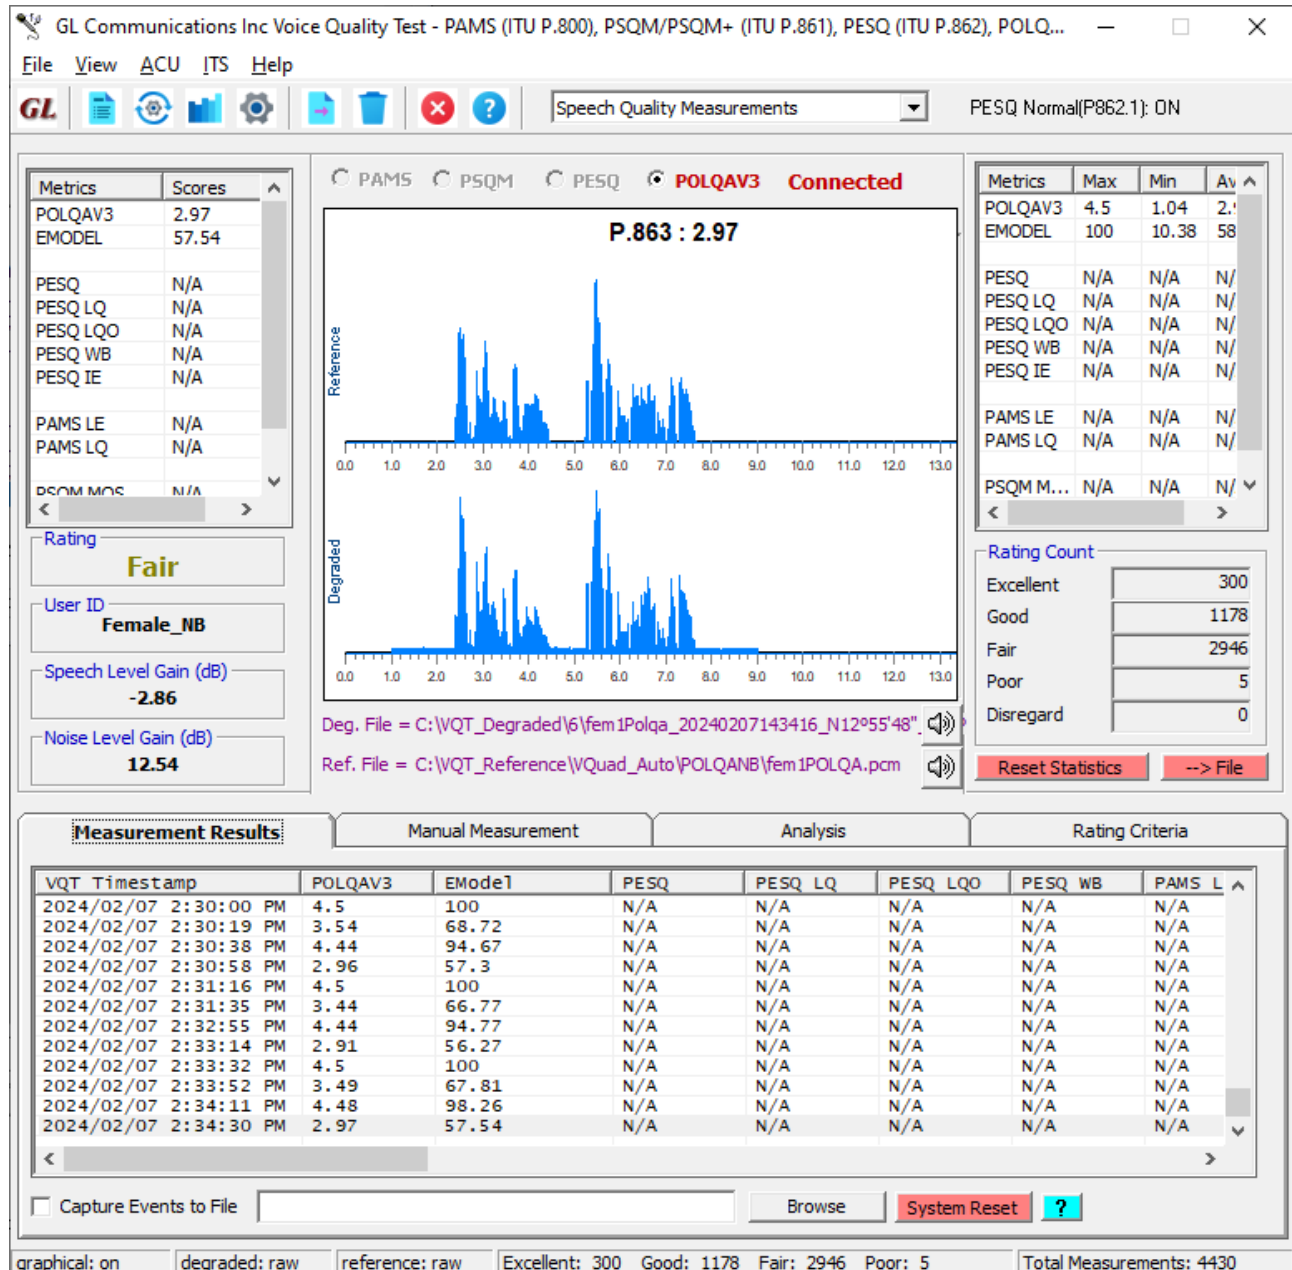 GL Communications Inc Voice Quality Test - PAMS (ITU P.800), PSQM/PSQM+ (ITU P.861), PESQ (ITU P.862), POLQ...
File View ACU ITS Help
GL Speech Quality Measurements PESQ Normal(P862.1): ON
Metrics Scores
POLQAV3 2.97
EMODEL 57.54
PESQ N/A
PESQ LQ N/A
PESQ LQO N/A
PESQ WB N/A
PESQ IE N/A
PAMS LE N/A
PAMS LQ N/A
PSQM MOS N/A
Rating
Fair
User ID
Female_NB
Speech Level Gain (dB)
-2.86
Noise Level Gain (dB)
12.54
PAMS PSQM PESQ POLQAV3 Connected
P.863 : 2.97
Reference
0.0 1.0 2.0 3.0 4.0 5.0 6.0 7.0 8.0 9.0 10.0 11.0 12.0 13.0
Degraded
0.0 1.0 2.0 3.0 4.0 5.0 6.0 7.0 8.0 9.0 10.0 11.0 12.0 13.0
Deg. File = C:\VQT_Degraded\6\fem1Polqa_20240207143416_N12º55'48"_
Ref. File = C:\VQT_Reference\VQuad_Auto\POLQANB\fem1POLQA.pcm
Metrics Max Min Av
POLQAV3 4.5 1.04
EMODEL 100 10.38 58
PESQ N/A N/A N/
PESQ LQ N/A N/A N/
PESQ LQO N/A N/A N/
PESQ WB N/A N/A N/
PESQ IE N/A N/A N/
PAMS LE N/A N/A N/
PAMS LQ N/A N/A N/
PSQM M... N/A N/A N/
Rating Count
Excellent 300
Good 1178
Fair 2946
Poor 5
Disregard 0
Reset Statistics --> File
Measurement Results Manual Measurement Analysis Rating Criteria
VQT Timestamp POLQAV3 EModel PESQ PESQ LQ PESQ LQO PESQ WB PAMS L
2024/02/07 2:30:00 PM 4.5 100 N/A N/A N/A N/A N/A
2024/02/07 2:30:19 PM 3.54 68.72 N/A N/A N/A N/A N/A
2024/02/07 2:30:38 PM 4.44 94.67 N/A N/A N/A N/A N/A
2024/02/07 2:30:58 PM 2.96 57.3 N/A N/A N/A N/A N/A
2024/02/07 2:31:16 PM 4.5 100 N/A N/A N/A N/A N/A
2024/02/07 2:31:35 PM 3.44 66.77 N/A N/A N/A N/A N/A
2024/02/07 2:32:55 PM 4.44 94.77 N/A N/A N/A N/A N/A
2024/02/07 2:33:14 PM 2.91 56.27 N/A N/A N/A N/A N/A
2024/02/07 2:33:32 PM 4.5 100 N/A N/A N/A N/A N/A
2024/02/07 2:33:52 PM 3.49 67.81 N/A N/A N/A N/A N/A
2024/02/07 2:34:11 PM 4.48 98.26 N/A N/A N/A N/A N/A
2024/02/07 2:34:30 PM 2.97 57.54 N/A N/A N/A N/A N/A
Capture Events to File Browse System Reset ?
graphical: on degraded: raw reference: raw Excellent: 300 Good: 1178 Fair: 2946 Poor: 5 Total Measurements: 4430